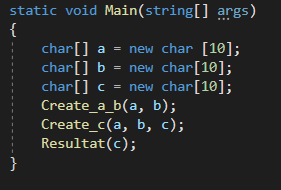 static void Main(string[] args)
{
char[] a = new char [10];
char[] b = new char[10];
char[] c = new char[10];
Create_a_b(a, b);
Create_c(a, b, c);
Resultat(c);
}